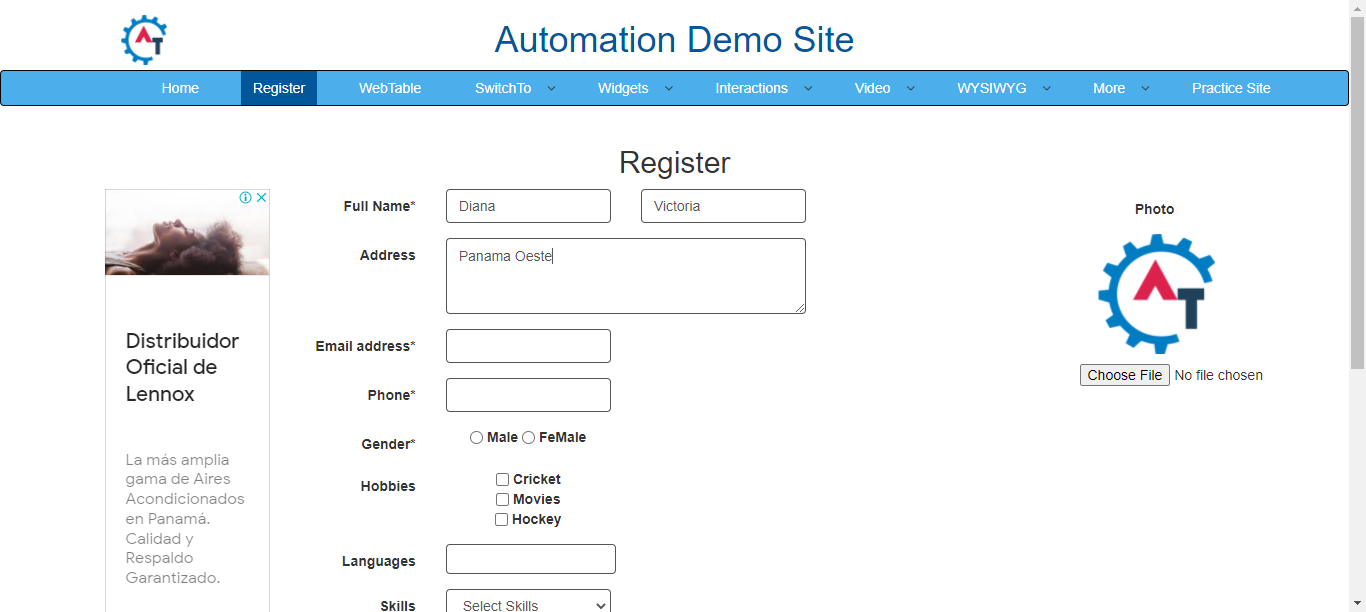 AT
Automation Demo Site
Home Register WebTable SwitchTo Widgets Interactions Video WYSIWYG More Practice Site
Register
Full Name* Diana Victoria
Address Panama Oeste
Email address*
Phone*
Gender* Male FeMale
Hobbies Cricket
Movies
Hockey
Languages
Skills Select Skills
Photo
AT
Choose File No file chosen
Distribuidor
Oficial de
Lennox
La más amplia
gama de Aires
Acondicionados
en Panamá.
Calidad y
Respaldo
Garantizado.